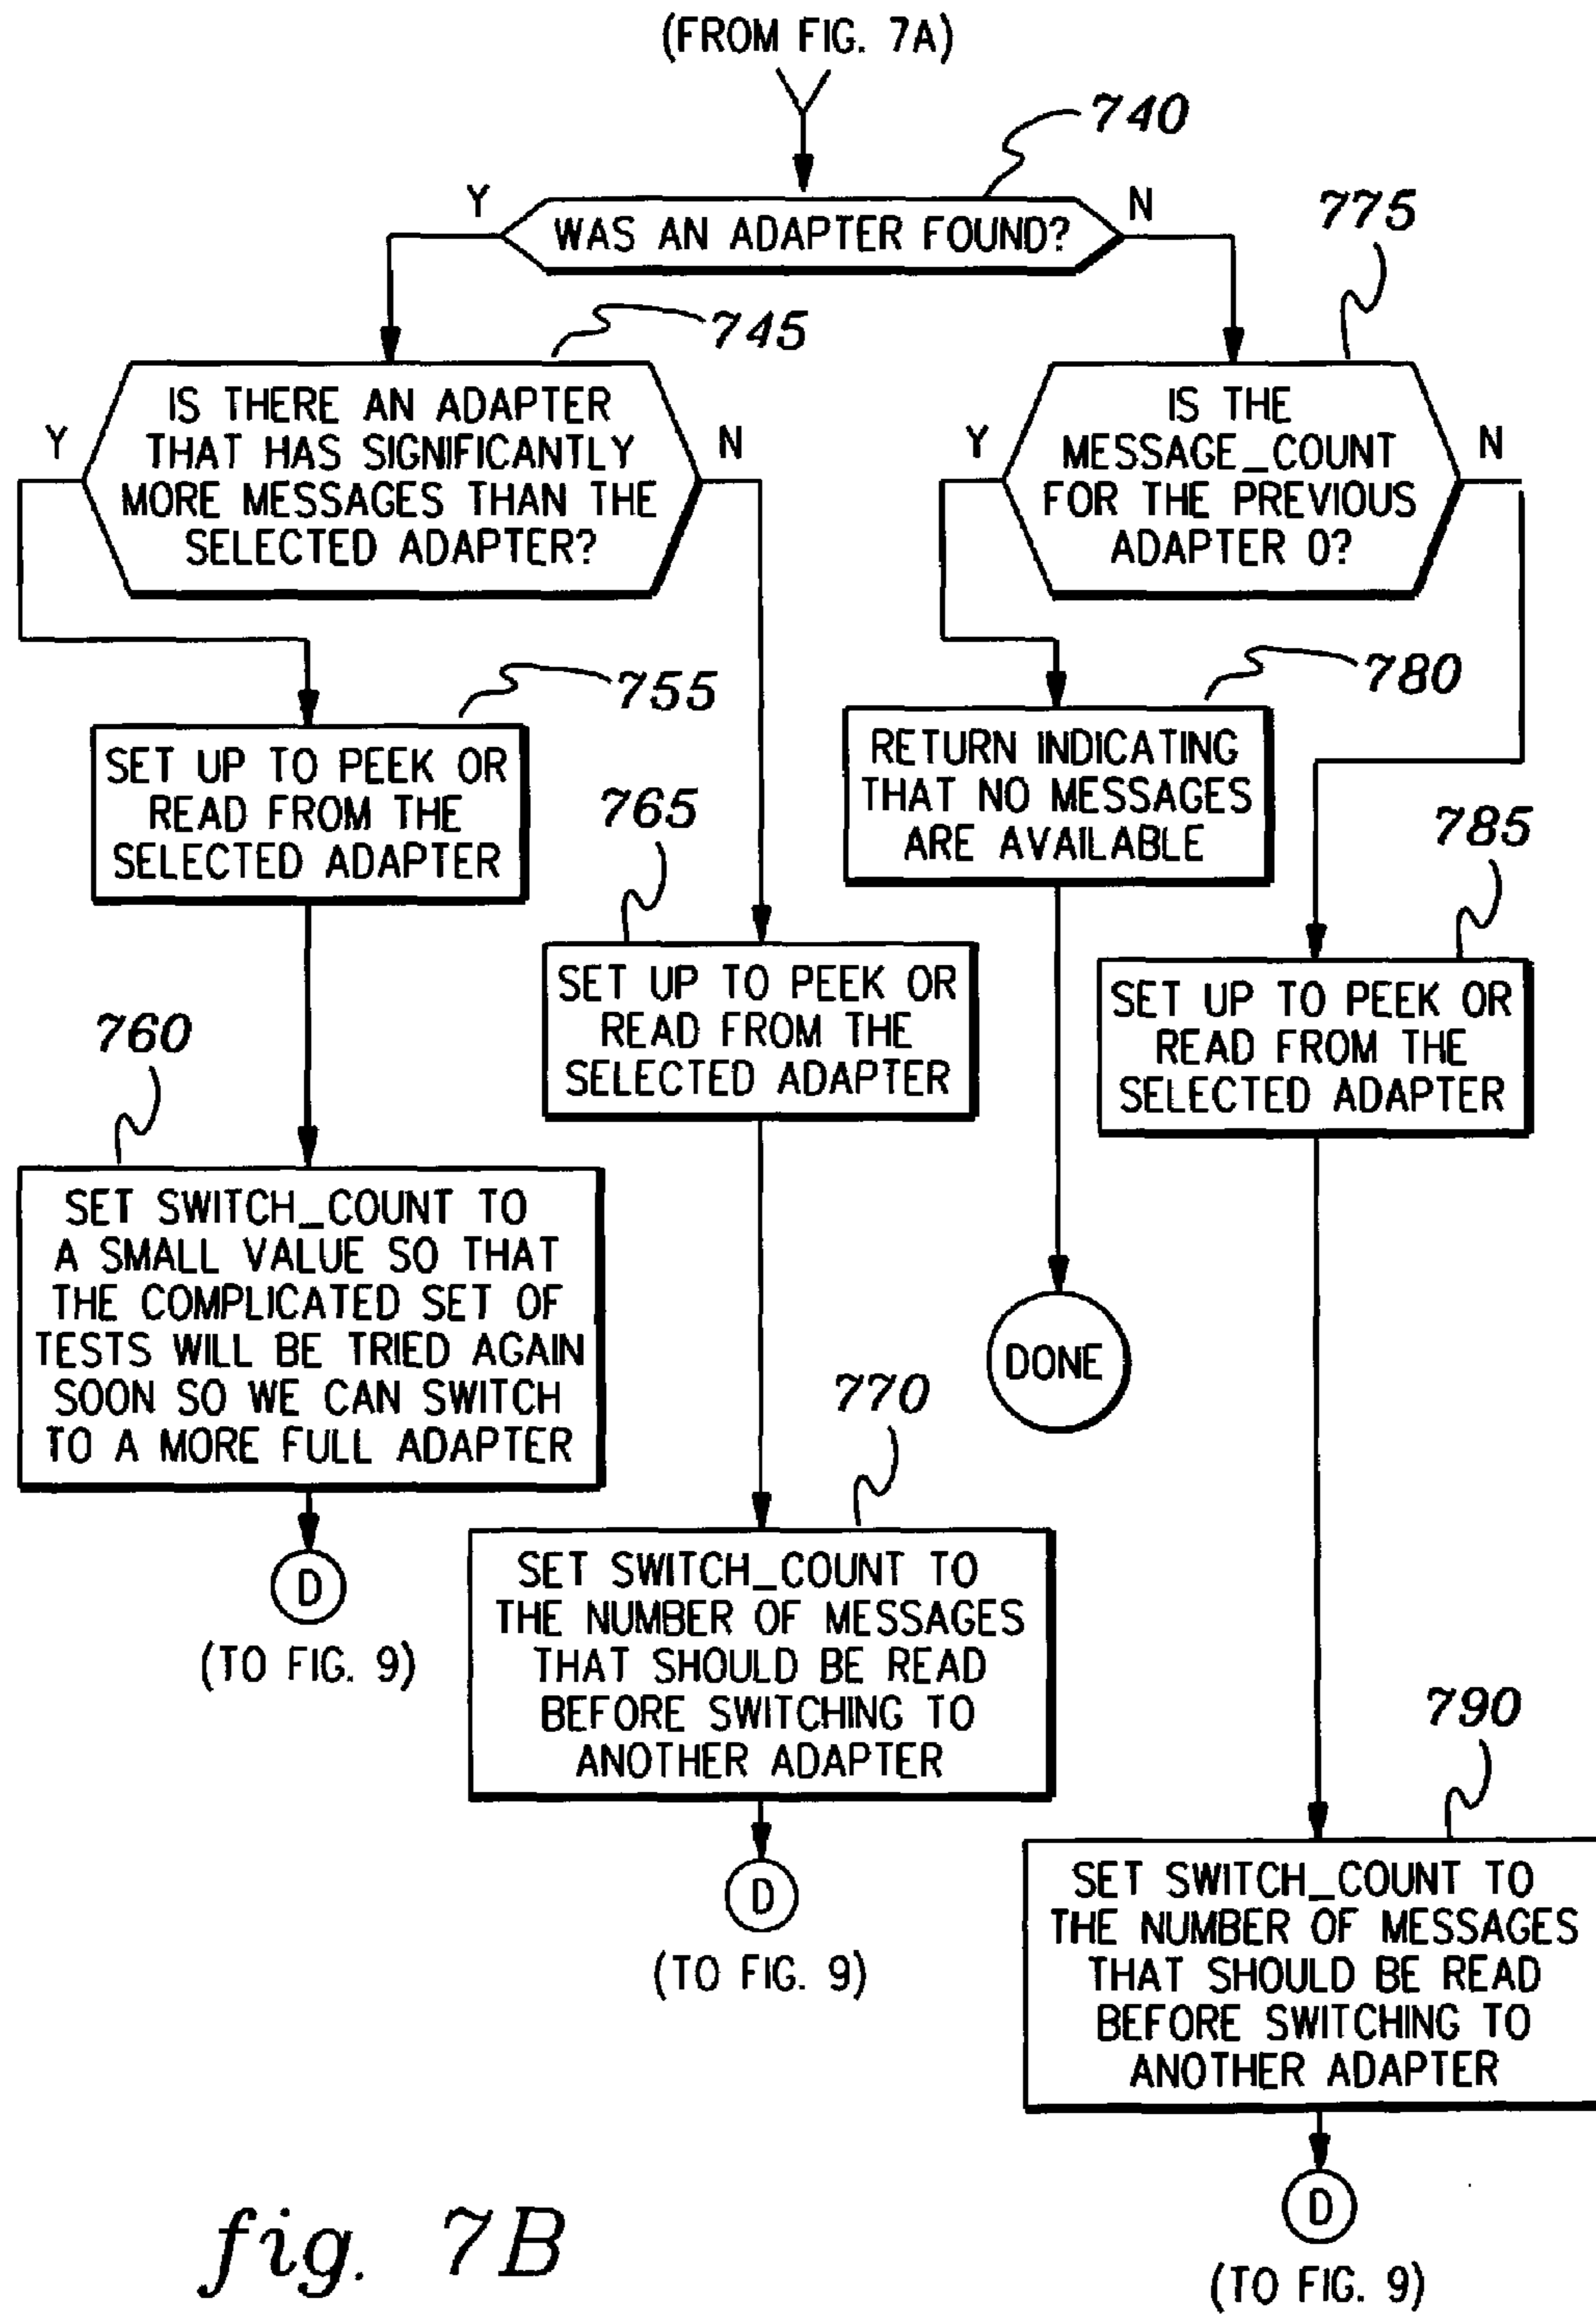 (FROM FIG. 7A)
740
Y
WAS AN ADAPTER FOUND?
N
775
745
Y
IS THERE AN ADAPTER
THAT HAS SIGNIFICANTLY
MORE MESSAGES THAN THE
SELECTED ADAPTER?
N
Y
IS THE
MESSAGE_COUNT
FOR THE PREVIOUS
ADAPTER 0?
N
755
SET UP TO PEEK OR
READ FROM THE
SELECTED ADAPTER
780
RETURN INDICATING
THAT NO MESSAGES
ARE AVAILABLE
765
SET UP TO PEEK OR
READ FROM THE
SELECTED ADAPTER
785
SET UP TO PEEK OR
READ FROM THE
SELECTED ADAPTER
760
SET SWITCH_COUNT TO
A SMALL VALUE SO THAT
THE COMPLICATED SET OF
TESTS WILL BE TRIED AGAIN
SOON SO WE CAN SWITCH
TO A MORE FULL ADAPTER
DONE
D
(TO FIG. 9)
770
SET SWITCH_COUNT TO
THE NUMBER OF MESSAGES
THAT SHOULD BE READ
BEFORE SWITCHING TO
ANOTHER ADAPTER
D
(TO FIG. 9)
790
SET SWITCH_COUNT TO
THE NUMBER OF MESSAGES
THAT SHOULD BE READ
BEFORE SWITCHING TO
ANOTHER ADAPTER
D
(TO FIG. 9)
fig. 7B